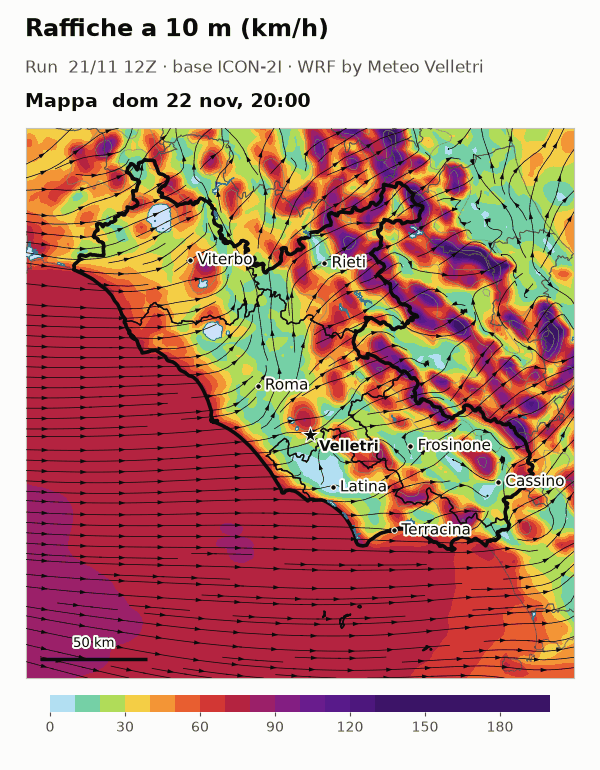 Raffiche a 10 m (km/h)
Run 21/11 12Z · base ICON-2I · WRF by Meteo Velletri
Mappa dom 22 nov, 20:00
Viterbo
Rieti
Roma
Velletri
Frosinone
Latina
Cassino
Terracina
50 km
0 30 60 90 120 150 180